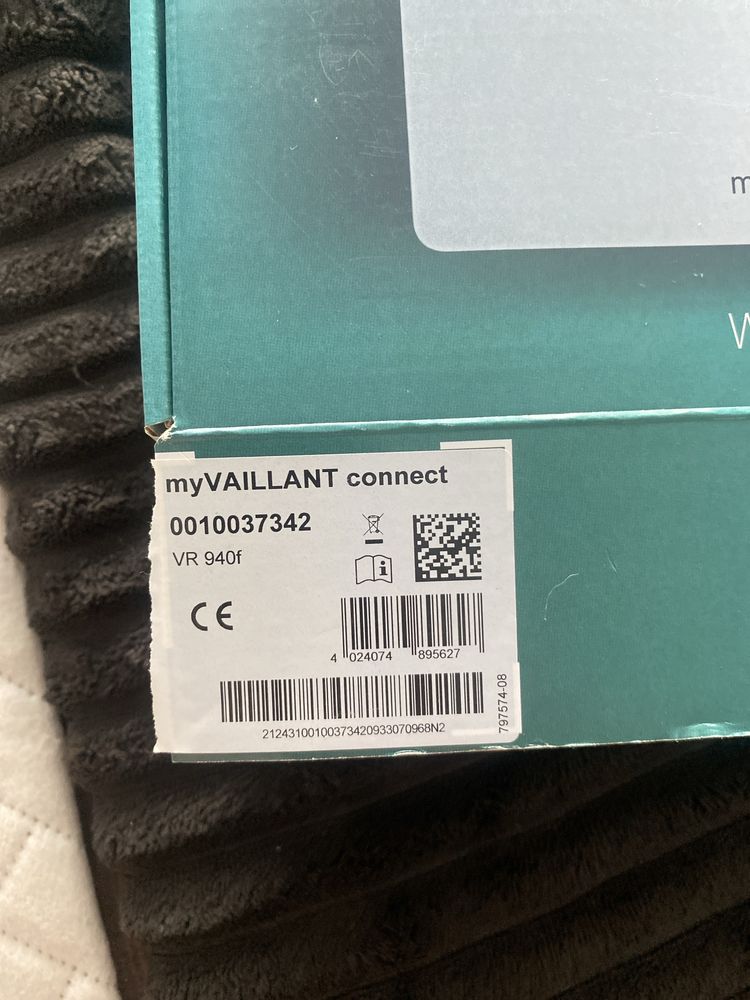 m
W
myVAILLANT connect
0010037342
VR 940f
i
CE
4 024074 895627
21243100100373420933070968N2
797574-08